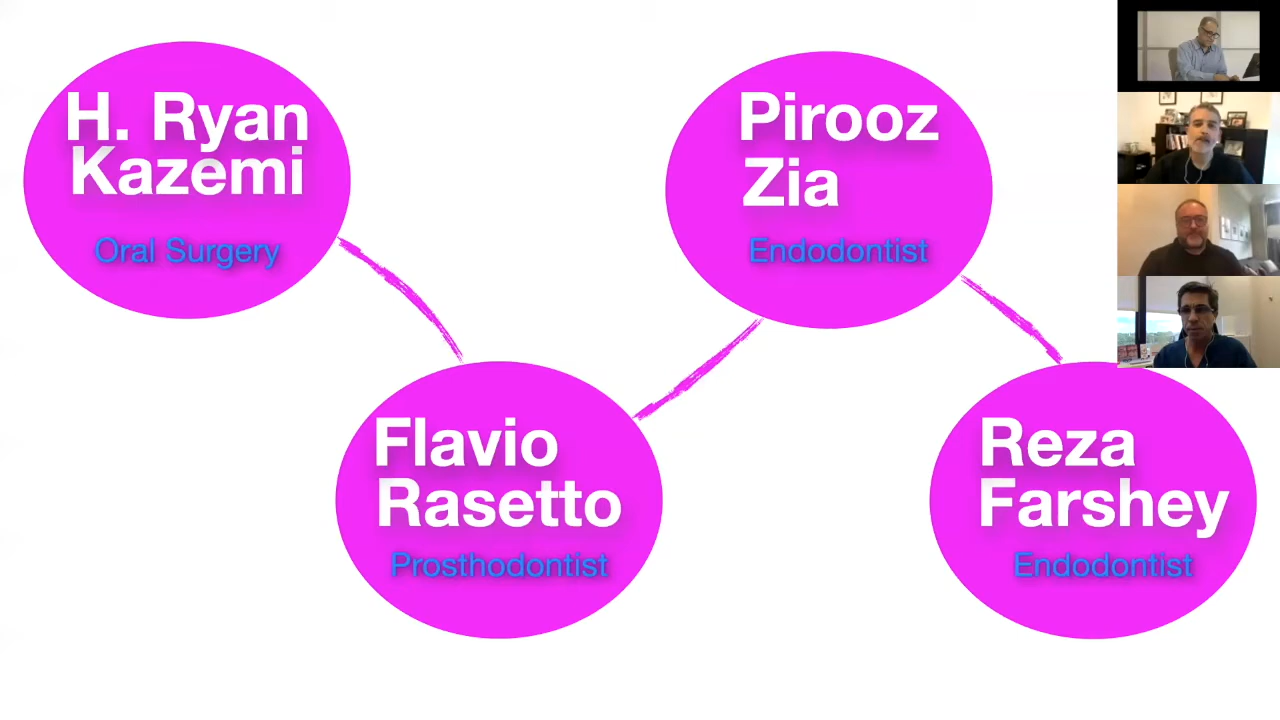 H. Ryan
Kazemi
Oral Surgery
Pirooz
Zia
Endodontist
Flavio
Rasetto
Prosthodontist
Reza
Farshey
Endodontist